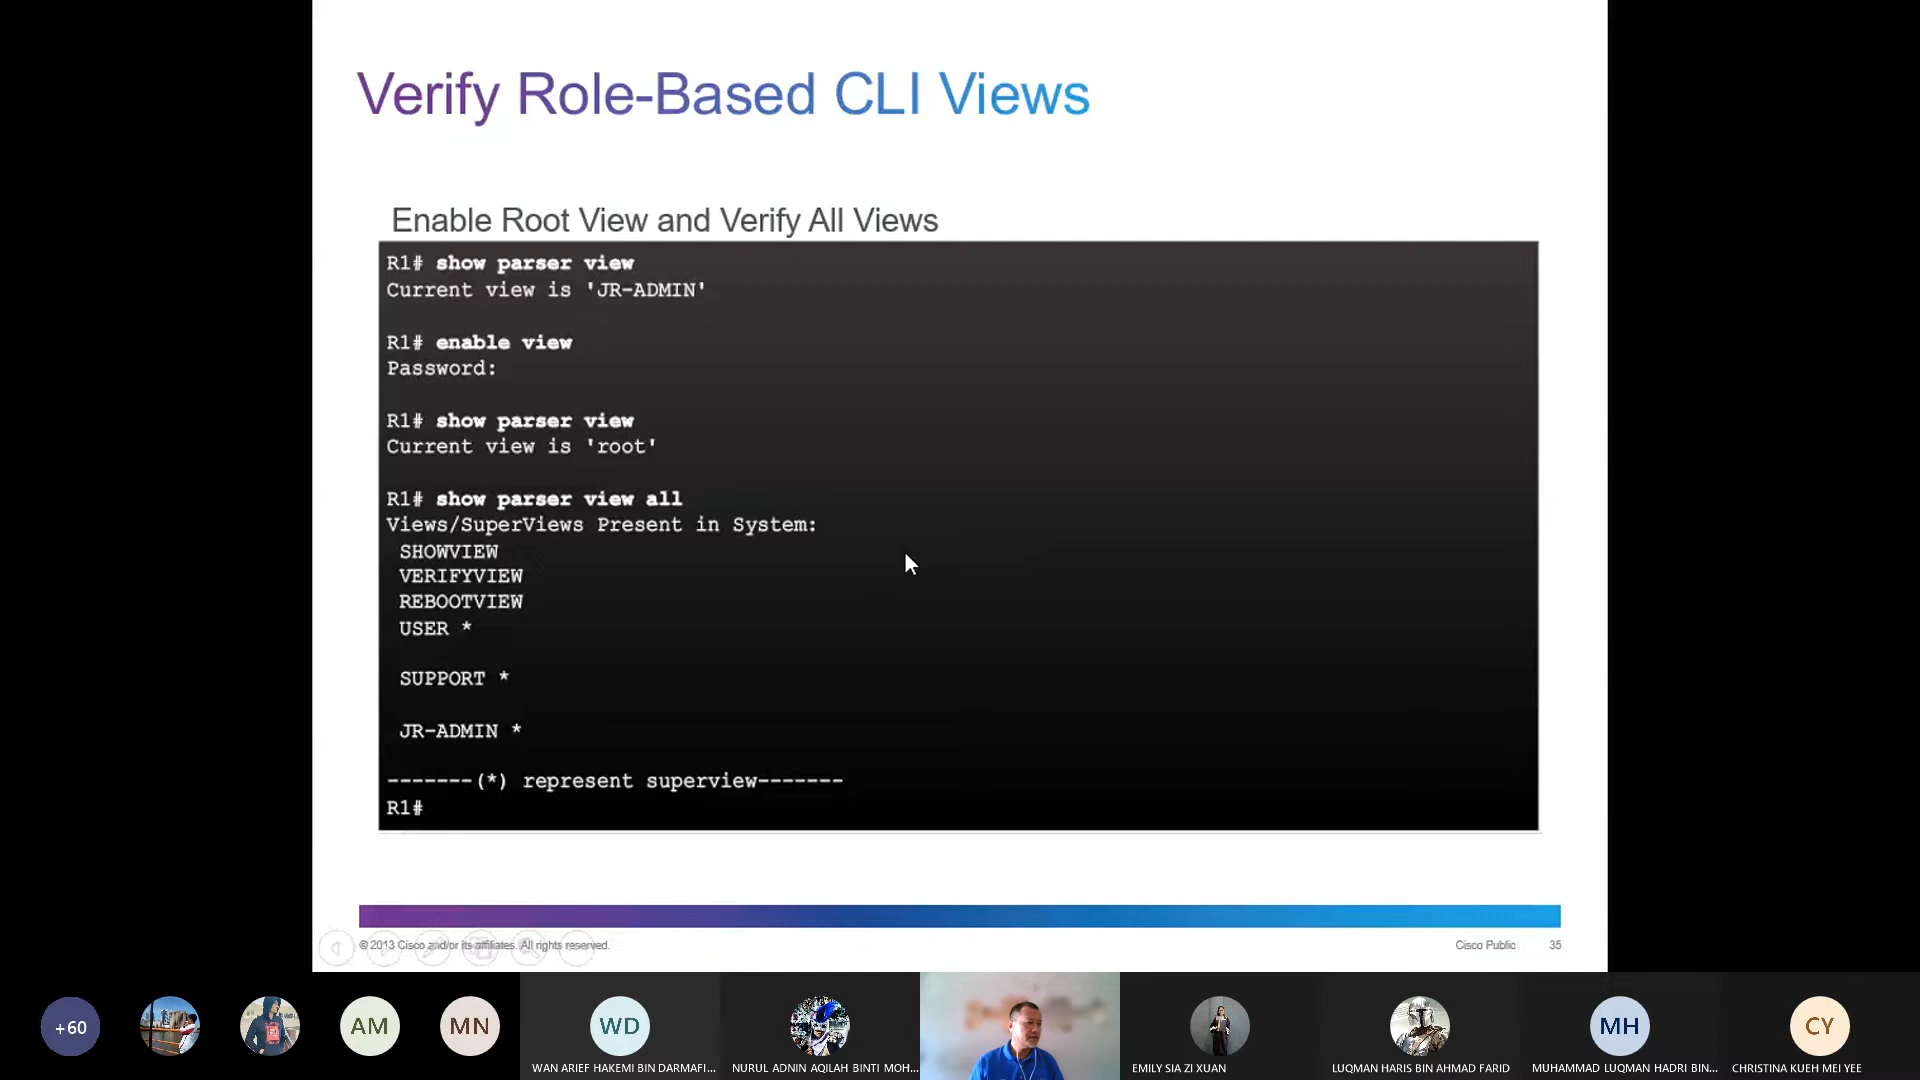 Verify Role-Based CLI Views
Enable Root View and Verify All Views
R1# show parser view
Current view is 'JR-ADMIN'
R1# enable view
Password:
R1# show parser view
Current view is 'root'
R1# show parser view all
Views/SuperViews Present in System:
SHOWVIEW
VERIFYVIEW
REBOOTVIEW
USER *
SUPPORT *
JR-ADMIN *
-------(*) represent superview-------
R1#
© 2013 Cisco and/or its affiliates. All rights reserved.
Cisco Public
35
+60
AM
MN
WD
MH
CY
WAN ARIEF HAKEMI BIN DARMAFI...
NURUL ADNIN AQILAH BINTI MOH...
EMILY SIA ZI XUAN
LUQMAN HARIS BIN AHMAD FARID
MUHAMMAD LUQMAN HADRI BIN...
CHRISTINA KUEH MEI YEE